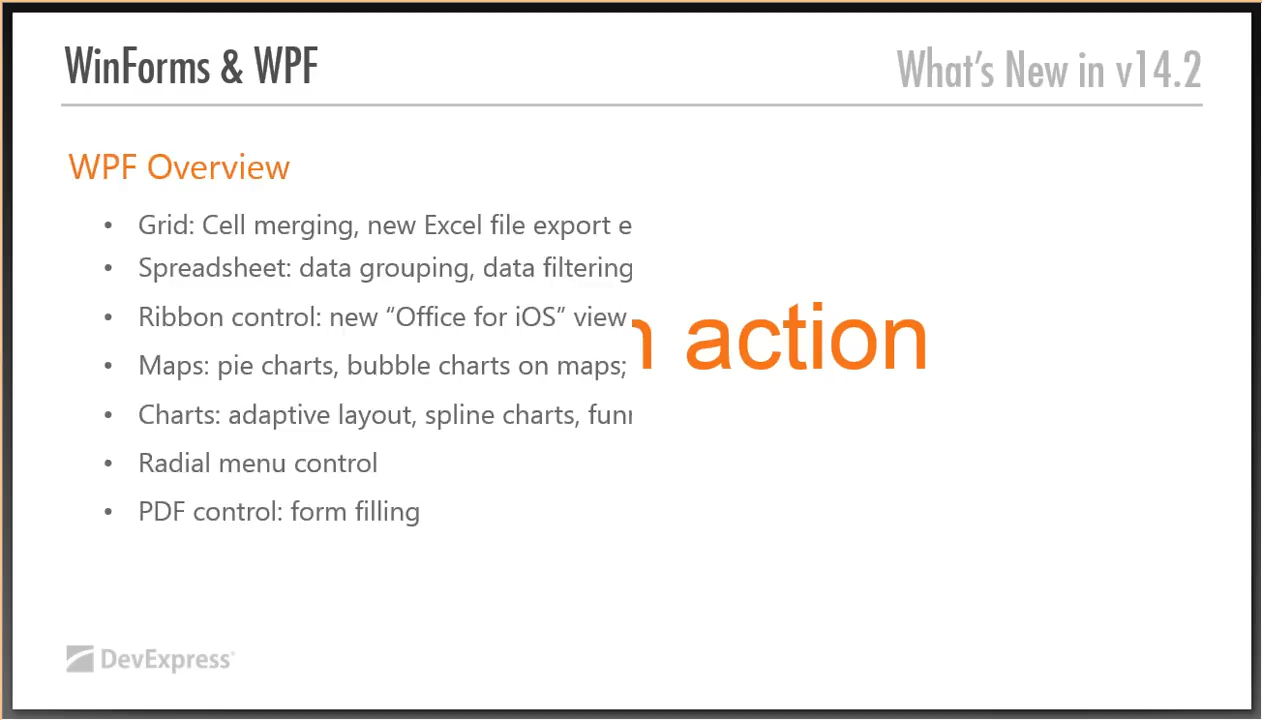 WinForms & WPF
What's New in v14.2
WPF Overview
• Grid: Cell merging, new Excel file export e
• Spreadsheet: data grouping, data filtering
• Ribbon control: new “Office for iOS” view
• Maps: pie charts, bubble charts on maps;
• Charts: adaptive layout, spline charts,
action
• Radial menu control
• PDF control: form filling
DevExpress